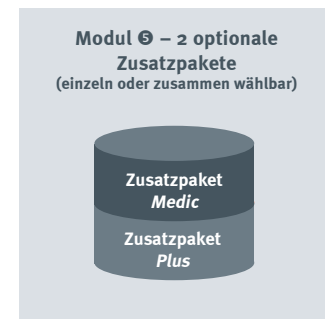 Modul ❺ – 2 optionale
Zusatzpakete
(einzeln oder zusammen wählbar)
Zusatzpaket
Medic
Zusatzpaket
Plus